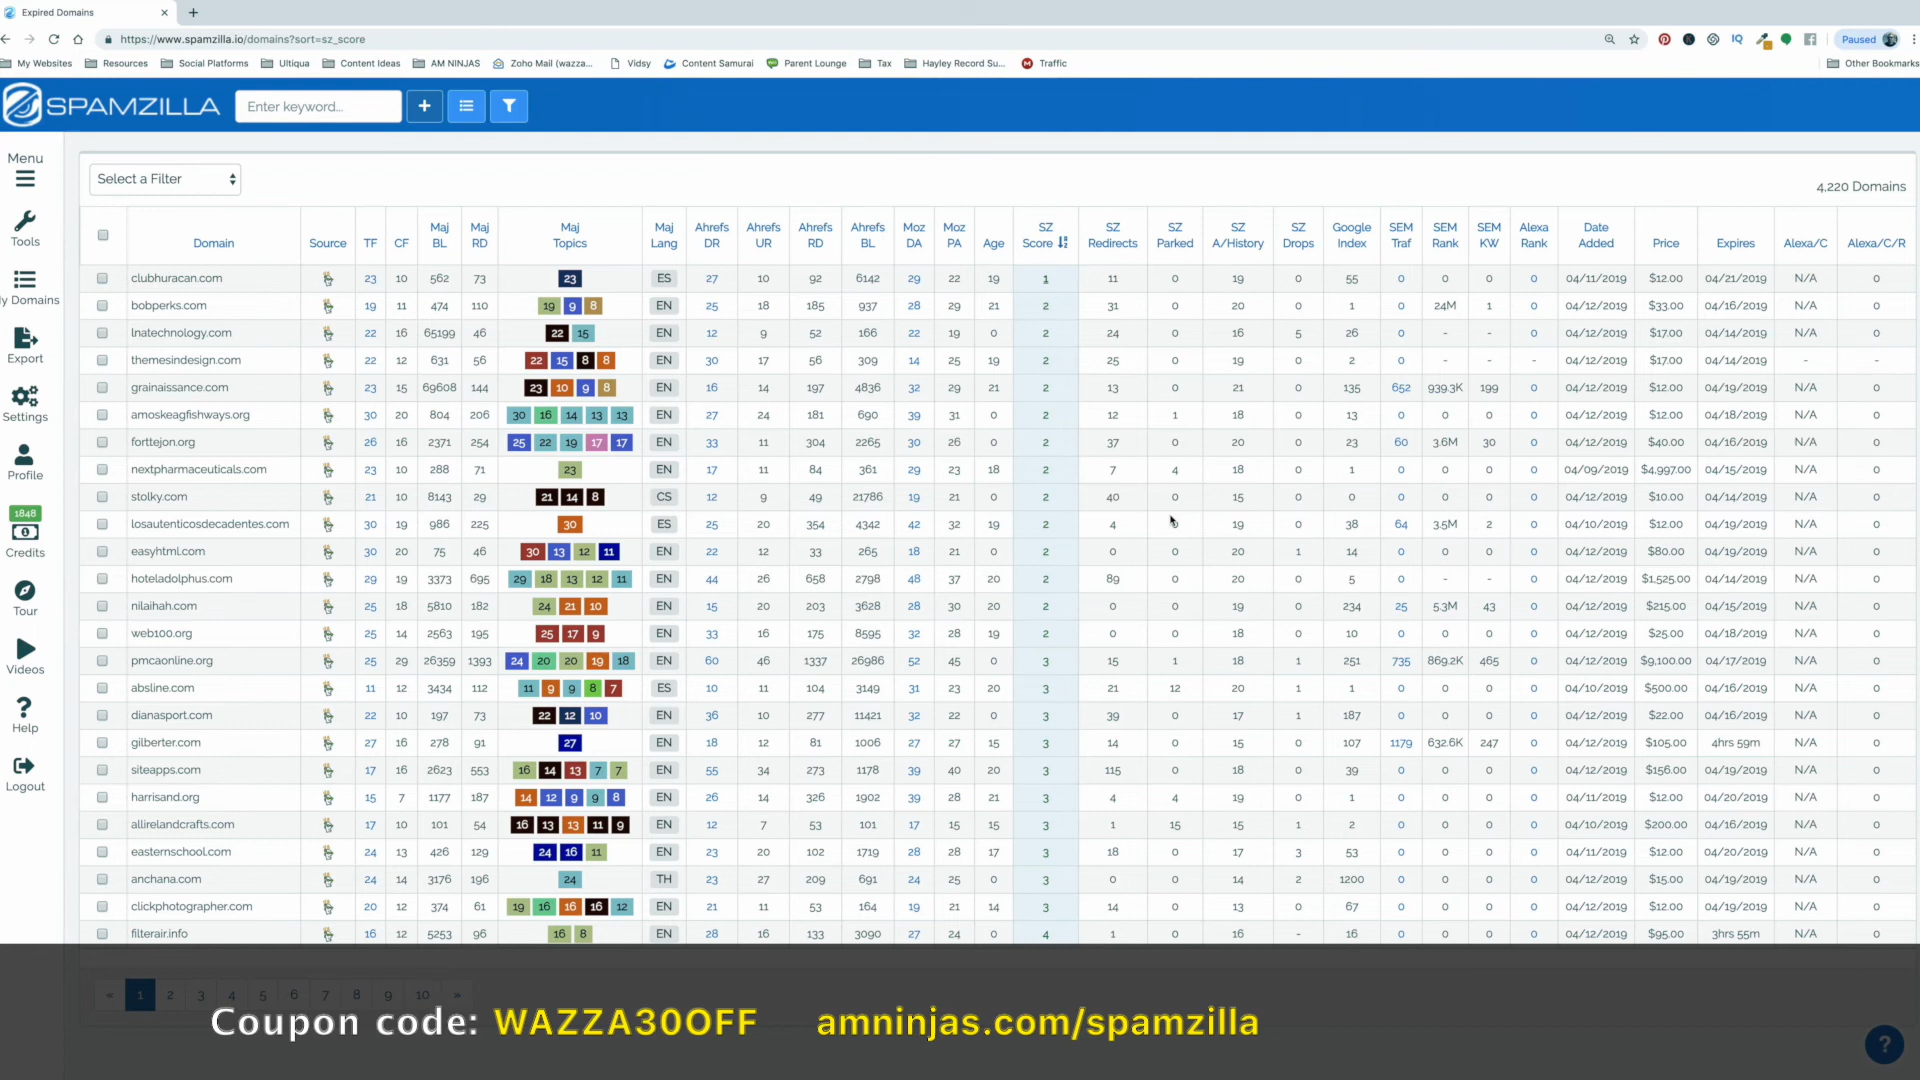 Expired Domains
https://www.spamzilla.io/domains?sort=sz_score
Paused
My Websites Resources Social Platforms Ultiqua Content Ideas AM NINJAS Zoho Mail (wazza... Vidsy Content Samurai Parent Lounge Tax Hayley Record Su... Traffic Other Bookmarks
SPAMZILLA Enter keyword...
Menu
Tools
y Domains
Export
Settings
Profile
1848
Credits
Tour
Videos
Help
Logout
Select a Filter
4,220 Domains
Domain Source TF CF Maj BL Maj RD Maj Topics Maj Lang Ahrefs DR Ahrefs UR Ahrefs RD Ahrefs BL Moz DA Moz PA Age SZ Score SZ Redirects SZ Parked SZ A/History SZ Drops Google Index SEM Traf SEM Rank SEM KW Alexa Rank Date Added Price Expires Alexa/C Alexa/C/R
clubhuracan.com 23 10 562 73 23 ES 27 10 92 6142 29 22 19 1 11 0 19 0 55 0 0 0 0 04/11/2019 $12.00 04/21/2019 N/A 0
bobperks.com 19 11 474 110 19 9 8 EN 25 18 185 937 28 29 21 2 31 0 20 0 1 0 24M 1 0 04/12/2019 $33.00 04/16/2019 N/A 0
lnatechnology.com 22 16 65199 46 22 15 EN 12 9 52 166 22 19 0 2 24 0 16 5 26 0 - - 0 04/12/2019 $17.00 04/14/2019 N/A 0
themesindesign.com 22 12 631 56 22 15 8 8 EN 30 17 56 309 14 25 19 2 25 0 19 0 2 0 - - - 04/12/2019 $17.00 04/14/2019 - -
grainaissance.com 23 15 69608 144 23 10 9 8 EN 16 14 197 4836 32 29 21 2 13 0 21 0 135 652 939.3K 199 0 04/12/2019 $12.00 04/19/2019 N/A 0
amoskeagfishways.org 30 20 804 206 30 16 14 13 13 EN 27 24 181 690 39 31 0 2 12 1 18 0 13 0 0 0 0 04/12/2019 $12.00 04/18/2019 N/A 0
forttejon.org 26 16 2371 254 25 22 19 17 17 EN 33 11 304 2265 30 26 0 2 37 0 20 0 23 60 3.6M 30 0 04/12/2019 $40.00 04/16/2019 N/A 0
nextpharmaceuticals.com 23 10 288 71 23 EN 17 11 84 361 29 23 18 2 7 4 18 0 1 0 0 0 0 04/09/2019 $4,997.00 04/15/2019 N/A 0
stolky.com 21 10 8143 29 21 14 8 CS 12 9 49 21786 19 21 0 2 40 0 15 0 0 0 0 0 0 04/12/2019 $10.00 04/14/2019 N/A 0
losautenticosdecadentes.com 30 19 986 225 30 ES 25 20 354 4342 42 32 19 2 4 0 19 0 38 64 3.5M 2 0 04/10/2019 $12.00 04/19/2019 N/A 0
easyhtml.com 30 20 75 46 30 13 12 11 EN 22 12 33 265 18 21 0 2 0 0 20 1 14 0 0 0 0 04/12/2019 $80.00 04/19/2019 N/A 0
hoteladolphus.com 29 19 3373 695 29 18 13 12 11 EN 44 26 658 2798 48 37 20 2 89 0 20 0 5 0 - - 0 04/12/2019 $1,525.00 04/14/2019 N/A 0
nilaihah.com 25 18 5810 182 24 21 10 EN 15 20 203 3628 28 30 20 2 0 0 19 0 234 25 5.3M 43 0 04/12/2019 $215.00 04/15/2019 N/A 0
web100.org 25 14 2563 195 25 17 9 EN 33 16 175 8595 32 28 19 2 0 0 18 0 10 0 0 0 0 04/12/2019 $25.00 04/18/2019 N/A 0
pmcaonline.org 25 29 26359 1393 24 20 20 19 18 EN 60 46 1337 26986 52 45 0 3 15 1 18 1 251 735 869.2K 465 0 04/12/2019 $9,100.00 04/17/2019 N/A 0
absline.com 11 12 3434 112 11 9 9 8 7 ES 10 11 104 3149 31 23 20 3 21 12 20 1 1 0 0 0 0 04/10/2019 $500.00 04/16/2019 N/A 0
dianasport.com 22 10 197 73 22 12 10 EN 36 10 277 11421 32 22 0 3 39 0 17 1 187 0 0 0 0 04/12/2019 $22.00 04/16/2019 N/A 0
gilberter.com 27 16 278 91 27 EN 18 12 81 1006 27 27 15 3 14 0 15 0 107 1179 632.6K 247 0 04/12/2019 $105.00 4hrs 59m N/A 0
siteapps.com 17 16 2623 553 16 14 13 7 7 EN 55 34 273 1178 39 40 20 3 115 0 18 0 39 0 0 0 0 04/12/2019 $156.00 04/19/2019 N/A 0
harrisand.org 15 7 1177 187 14 12 9 9 8 EN 26 14 326 1902 39 28 21 3 4 4 19 0 1 0 0 0 0 04/11/2019 $12.00 04/20/2019 N/A 0
allirelandcrafts.com 17 10 101 54 16 13 13 11 9 EN 12 7 53 101 17 15 15 3 1 15 15 1 2 0 0 0 0 04/10/2019 $200.00 04/16/2019 N/A 0
easternschool.com 24 13 426 129 24 16 11 EN 23 20 102 1719 28 28 17 3 18 0 17 3 53 0 0 0 0 04/11/2019 $12.00 04/20/2019 N/A 0
anchana.com 24 14 3176 196 24 TH 23 27 209 691 24 25 0 3 0 0 14 2 1200 0 0 0 0 04/12/2019 $15.00 04/19/2019 N/A 0
clickphotographer.com 20 12 374 61 19 16 16 16 12 EN 21 11 53 164 19 21 14 3 14 0 13 0 67 0 0 0 0 04/12/2019 $12.00 04/19/2019 N/A 0
filterair.info 16 12 5253 96 16 8 EN 28 16 133 3090 27 24 0 4 1 0 16 - 16 0 0 0 0 04/12/2019 $95.00 3hrs 55m N/A 0
« 1 2 3 4 5 6 7 8 9 10 »
Coupon code: WAZZA30OFF amninjas.com/spamzilla
?